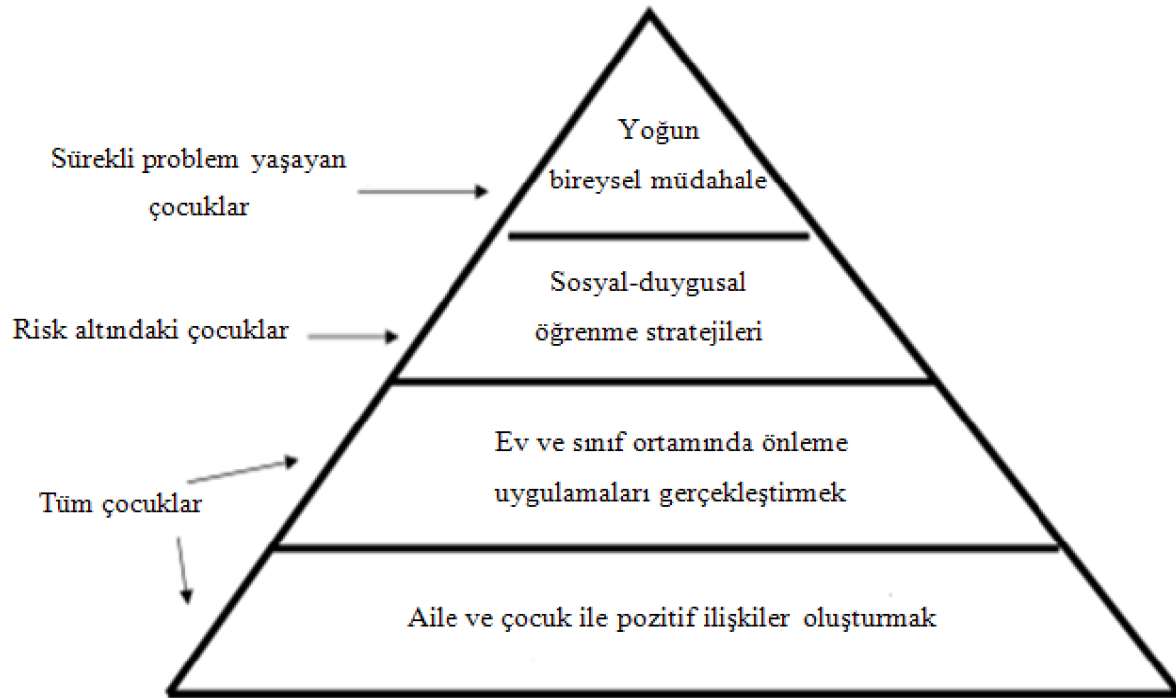 Yoğun
bireysel müdahale
Sürekli problem yaşayan
çocuklar
Sosyal-duygusal
öğrenme stratejileri
Risk altındaki çocuklar
Ev ve sınıf ortamında önleme
uygulamaları gerçekleştirmek
Tüm çocuklar
Aile ve çocuk ile pozitif ilişkiler oluşturmak